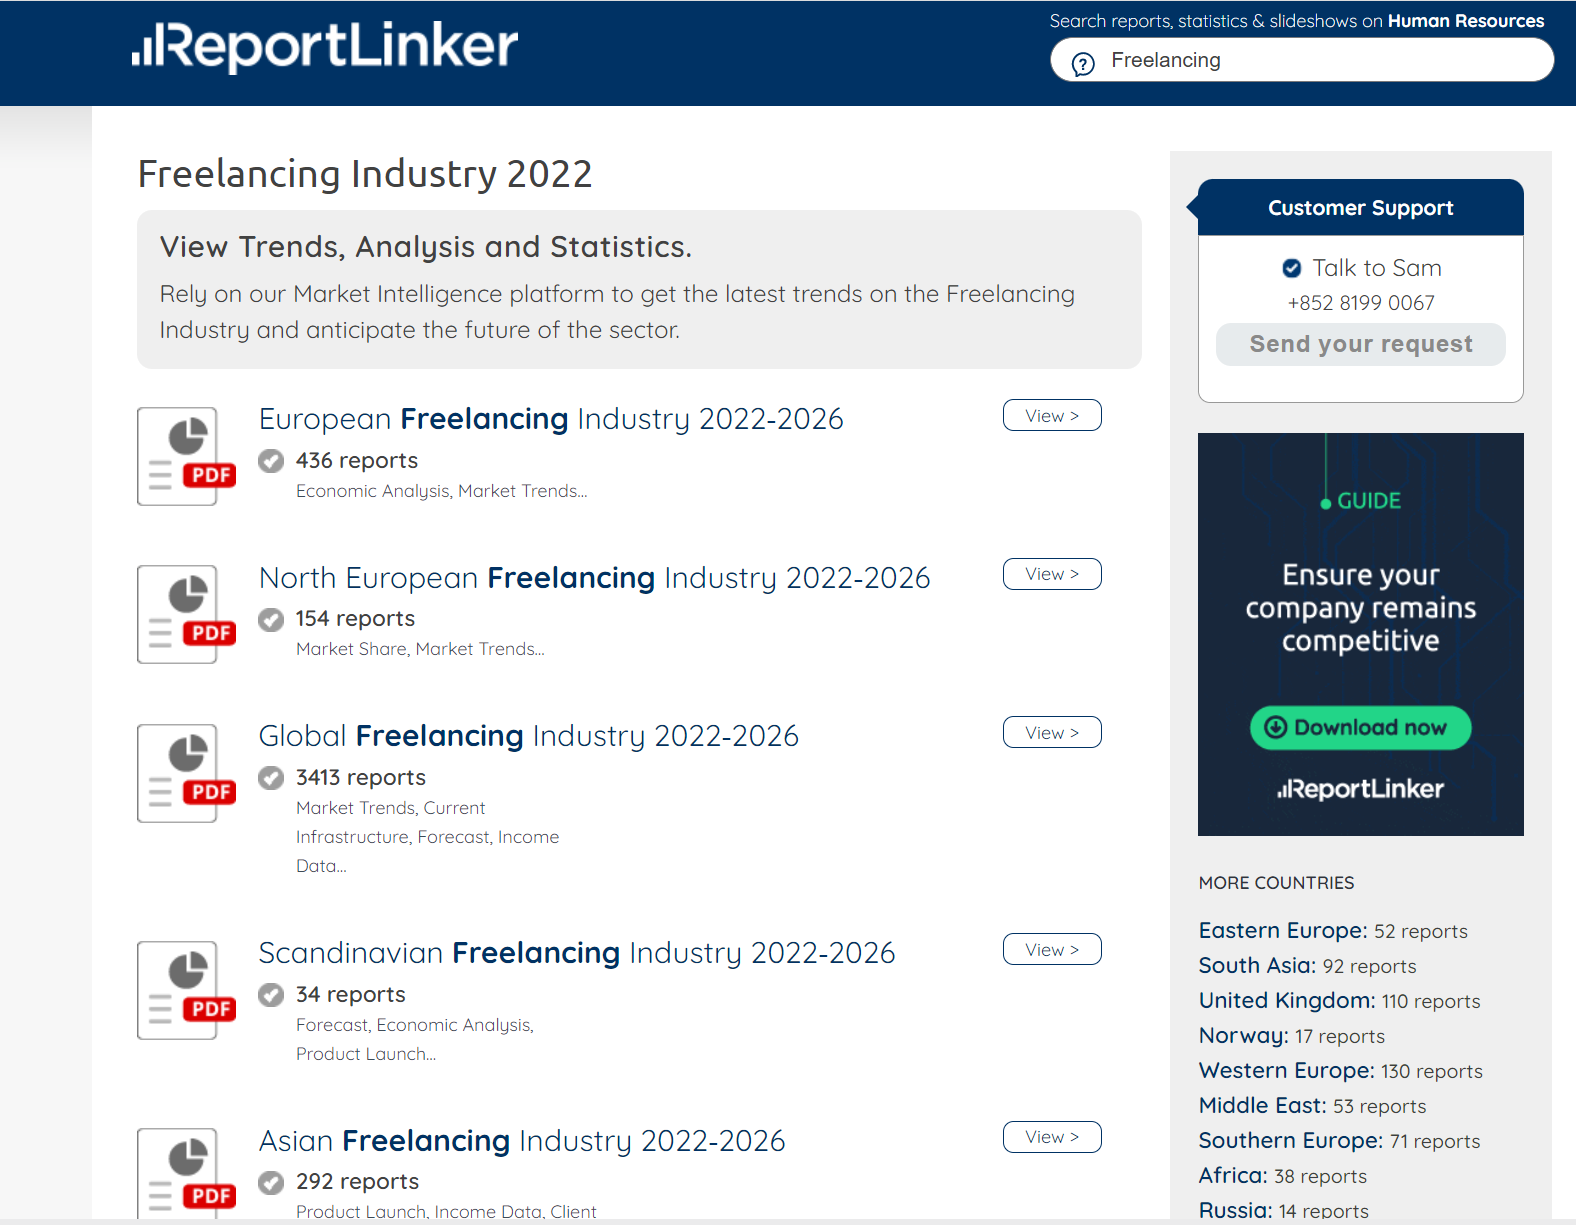 ReportLinker
Search reports, statistics & slideshows on Human Resources
Freelancing
Freelancing Industry 2022
View Trends, Analysis and Statistics.
Rely on our Market Intelligence platform to get the latest trends on the Freelancing
Industry and anticipate the future of the sector.
PDF
European Freelancing Industry 2022-2026
View >
436 reports
Economic Analysis, Market Trends...
PDF
North European Freelancing Industry 2022-2026
View >
154 reports
Market Share, Market Trends...
PDF
Global Freelancing Industry 2022-2026
View >
3413 reports
Market Trends, Current
Infrastructure, Forecast, Income
Data...
PDF
Scandinavian Freelancing Industry 2022-2026
View >
34 reports
Forecast, Economic Analysis,
Product Launch...
PDF
Asian Freelancing Industry 2022-2026
View >
292 reports
Product Launch, Income Data, Client
Customer Support
Talk to Sam
+852 8199 0067
Send your request
GUIDE
Ensure your
company remains
competitive
Download now
ReportLinker
MORE COUNTRIES
Eastern Europe: 52 reports
South Asia: 92 reports
United Kingdom: 110 reports
Norway: 17 reports
Western Europe: 130 reports
Middle East: 53 reports
Southern Europe: 71 reports
Africa: 38 reports
Russia: 14 reports